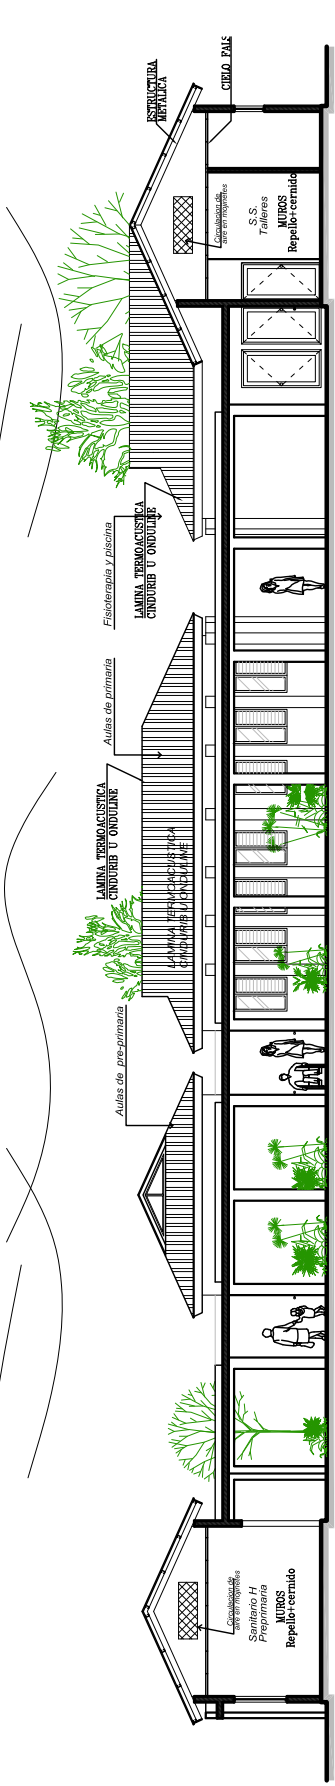 Circulacion de
aire en mojinetes
Sanitario H
Preprimaria
MUROS
Repello+cernido
Aulas de pre-primaria
LAMINA TERMOACUSTICA
CINDURIB U ONDULINE
LAMINA TERMOACUSTICA
CINDURIB U ONDULINE
Aulas de primaria
Fisioterapia y piscina
LAMINA TERMOACUSTICA
CINDURIB U ONDULINE
ESTRUCTURA
METALICA
CIELO FALS
Circulacion de
aire en mojinetes
S.S.
Talleres
MUROS
Repello+cernido